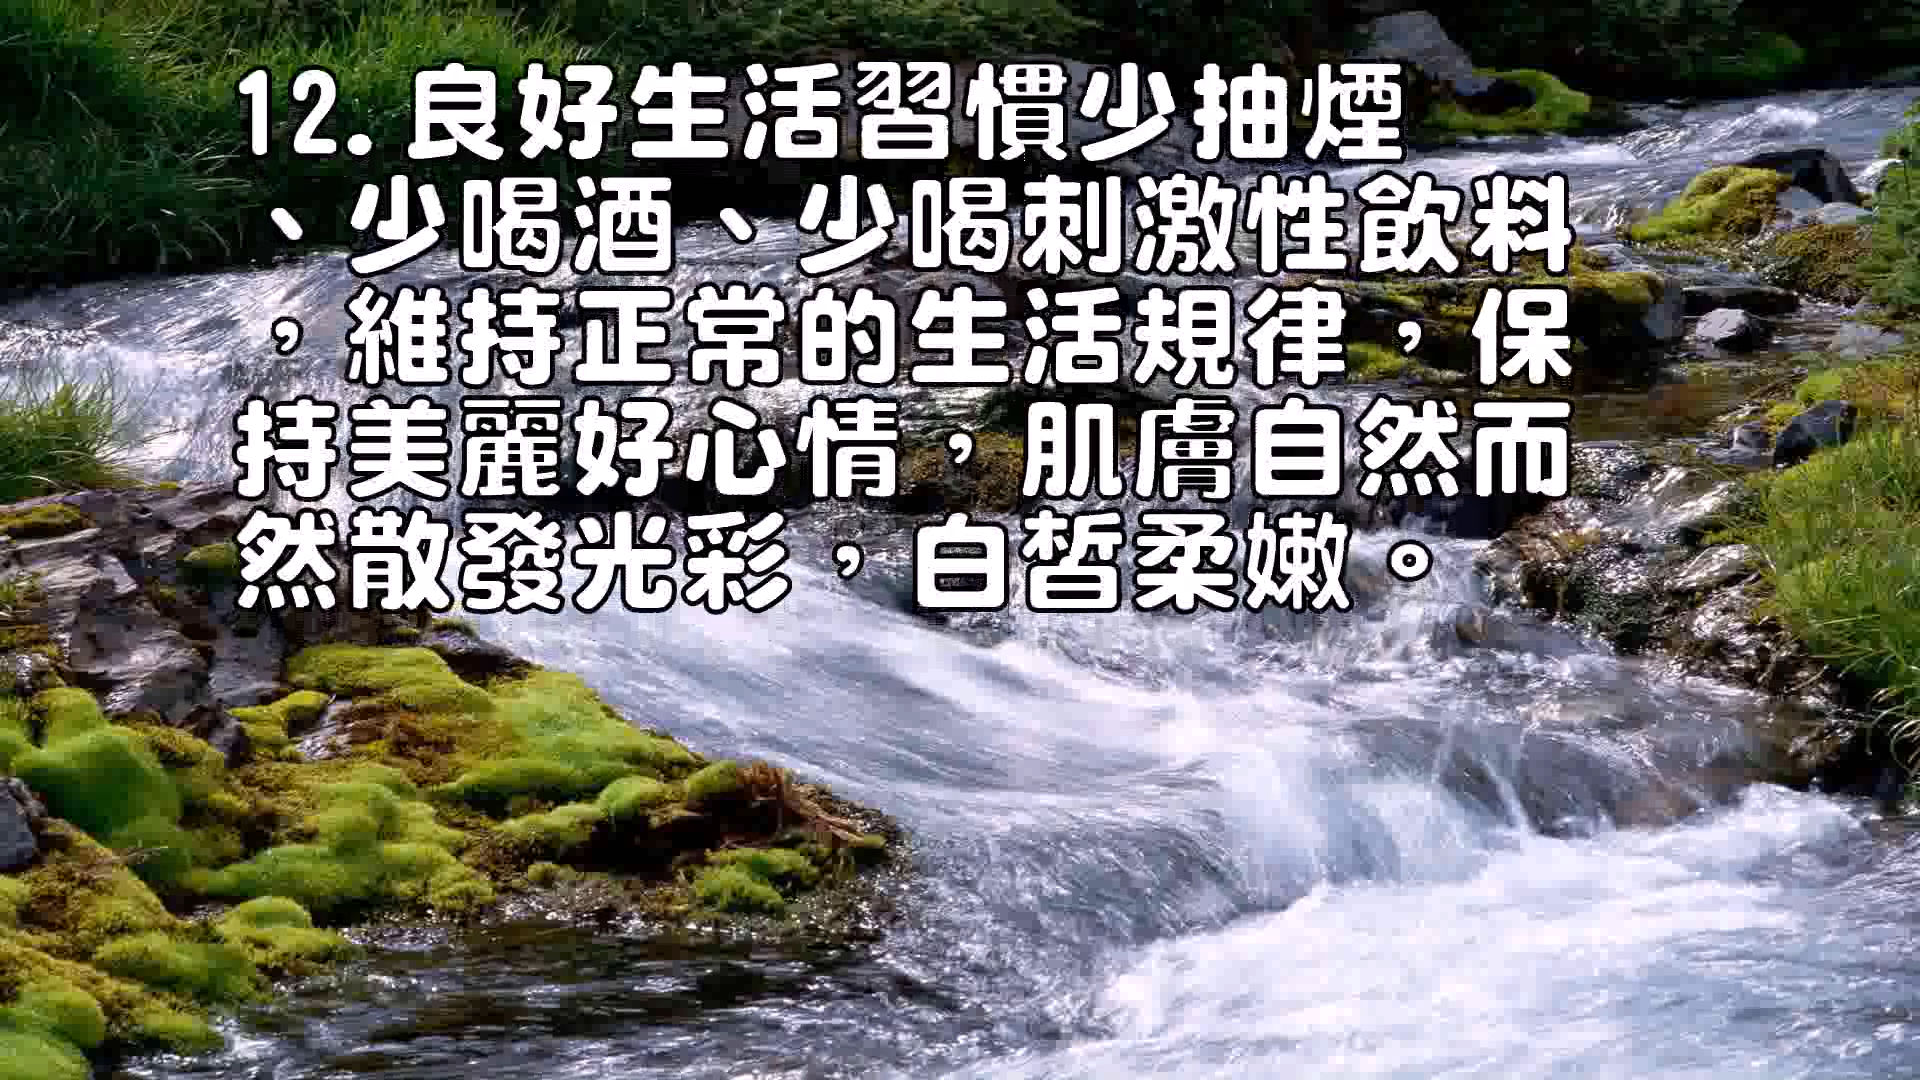 12.良好生活習慣少抽煙
、少喝酒、少喝刺激性飲料
，維持正常的生活規律，保
持美麗好心情，肌膚自然而
然散發光彩，白皙柔嫩。